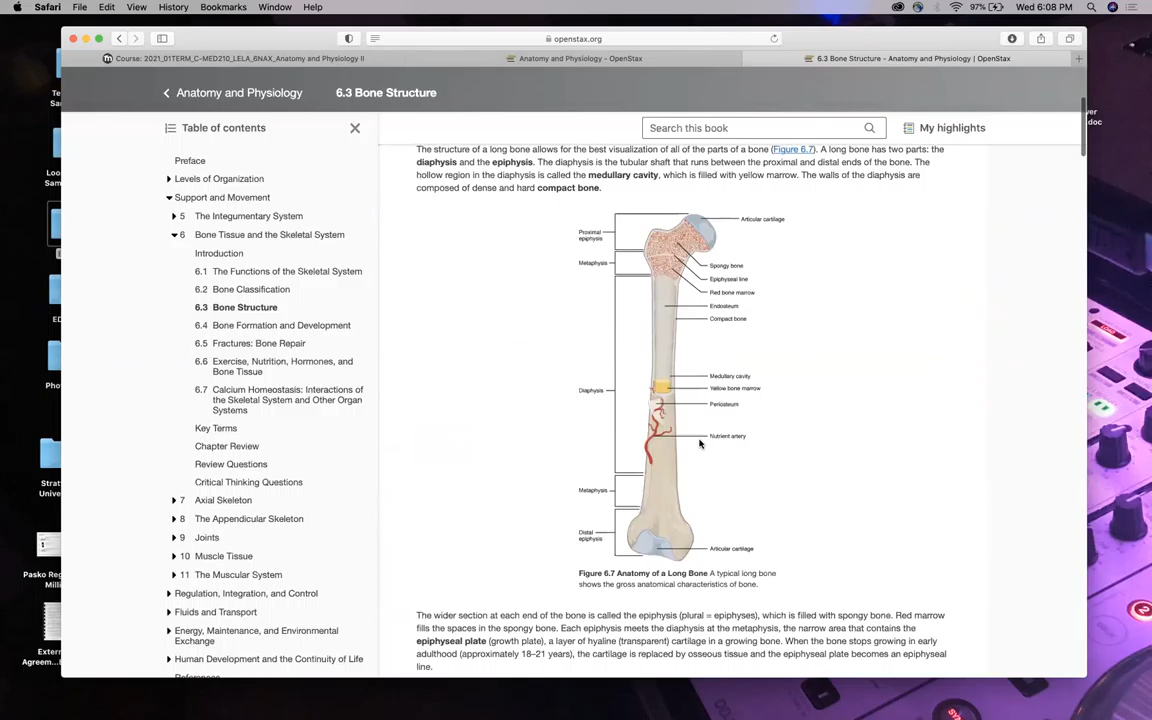 Safari File Edit View History Bookmarks Window Help
97% Wed 6:08 PM
openstax.org
Course: 2021_01TERM_C-MED210_LELA_6NAX_Anatomy and Physiology II
Anatomy and Physiology - OpenStax
6.3 Bone Structure - Anatomy and Physiology | OpenStax
Anatomy and Physiology 6.3 Bone Structure
Table of contents
Search this book
My highlights
Preface
Levels of Organization
Support and Movement
5 The Integumentary System
6 Bone Tissue and the Skeletal System
Introduction
6.1 The Functions of the Skeletal System
6.2 Bone Classification
6.3 Bone Structure
6.4 Bone Formation and Development
6.5 Fractures: Bone Repair
6.6 Exercise, Nutrition, Hormones, and
Bone Tissue
6.7 Calcium Homeostasis: Interactions of
the Skeletal System and Other Organ
Systems
Key Terms
Chapter Review
Review Questions
Critical Thinking Questions
7 Axial Skeleton
8 The Appendicular Skeleton
9 Joints
10 Muscle Tissue
11 The Muscular System
Regulation, Integration, and Control
Fluids and Transport
Energy, Maintenance, and Environmental
Exchange
Human Development and the Continuity of Life
The structure of a long bone allows for the best visualization of all of the parts of a bone (Figure 6.7). A long bone has two parts: the
diaphysis and the epiphysis. The diaphysis is the tubular shaft that runs between the proximal and distal ends of the bone. The
hollow region in the diaphysis is called the medullary cavity, which is filled with yellow marrow. The walls of the diaphysis are
composed of dense and hard compact bone.
Articular cartilage
Proximal
epiphysis
Metaphysis
Spongy bone
Epiphyseal line
Red bone marrow
Endosteum
Compact bone
Medullary cavity
Yellow bone marrow
Diaphysis
Periosteum
Nutrient artery
Metaphysis
Distal
epiphysis
Articular cartilage
Figure 6.7 Anatomy of a Long Bone A typical long bone
shows the gross anatomical characteristics of bone.
The wider section at each end of the bone is called the epiphysis (plural = epiphyses), which is filled with spongy bone. Red marrow
fills the spaces in the spongy bone. Each epiphysis meets the diaphysis at the metaphysis, the narrow area that contains the
epiphyseal plate (growth plate), a layer of hyaline (transparent) cartilage in a growing bone. When the bone stops growing in early
adulthood (approximately 18–21 years), the cartilage is replaced by osseous tissue and the epiphyseal plate becomes an epiphyseal
line.
Pasko Reg
Exter
Agreem...
LOAD